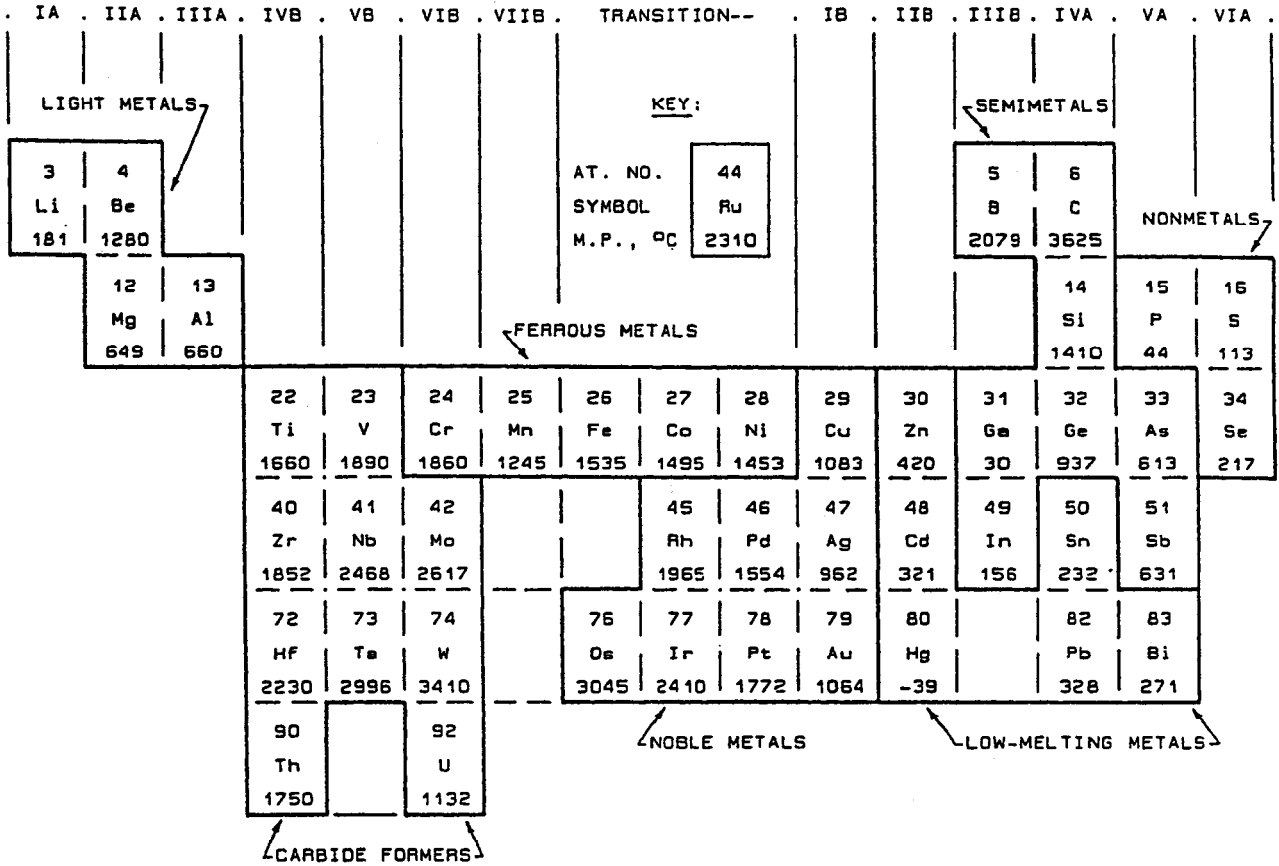 . IA . IIA . IIIA . IVB . VB . VIB . VIIB . TRANSITION-- . IB . IIB . IIIB . IVA . VA . VIA .
LIGHT METALS KEY: SEMIMETALS
3 4 AT. NO. 44 5 6
Li Be SYMBOL Ru B C NONMETALS
181 1280 M.P., ºC 2310 2079 3625
12 13 14 15 16
Mg Al Si P S
FERROUS METALS
649 660 1410 44 113
22 23 24 25 26 27 28 29 30 31 32 33 34
Ti V Cr Mn Fe Co Ni Cu Zn Ga Ge As Se
1660 1890 1860 1245 1535 1495 1453 1083 420 30 937 613 217
40 41 42 45 46 47 48 49 50 51
Zr Nb Mo Rh Pd Ag Cd In Sn Sb
1852 2468 2617 1965 1554 962 321 156 232 631
72 73 74 76 77 78 79 80 82 83
Hf Ta W Os Ir Pt Au Hg Pb Bi
2230 2996 3410 3045 2410 1772 1064 -39 328 271
90 92
NOBLE METALS LOW-MELTING METALS
Th U
1750 1132
CARBIDE FORMERS